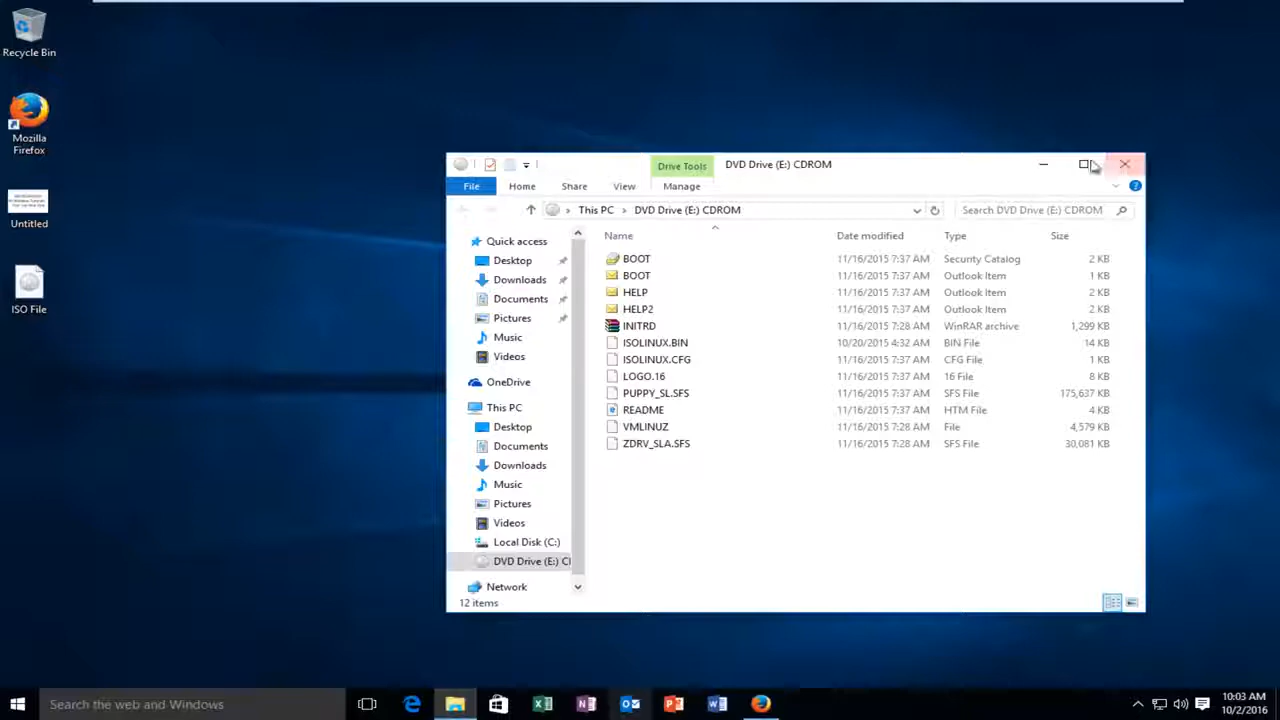 Recycle Bin
Mozilla
Firefox
Untitled
ISO File
Drive Tools
DVD Drive (E:) CDROM
File
Home
Share
View
Manage
This PC
DVD Drive (E:) CDROM
Search DVD Drive (E:) CDROM
Quick access
Desktop
Downloads
Documents
Pictures
Music
Videos
OneDrive
This PC
Desktop
Documents
Downloads
Music
Pictures
Videos
Local Disk (C:)
DVD Drive (E:) CI
Network
12 items
Name Date modified Type Size
BOOT 11/16/2015 7:37 AM Security Catalog 2 KB
BOOT 11/16/2015 7:37 AM Outlook Item 1 KB
HELP 11/16/2015 7:37 AM Outlook Item 2 KB
HELP2 11/16/2015 7:37 AM Outlook Item 2 KB
INITRD 11/16/2015 7:28 AM WinRAR archive 1,299 KB
ISOLINUX.BIN 10/20/2015 4:32 AM BIN File 14 KB
ISOLINUX.CFG 11/16/2015 7:37 AM CFG File 1 KB
LOGO.16 11/16/2015 7:37 AM 16 File 8 KB
PUPPY_SL.SFS 11/16/2015 7:37 AM SFS File 175,637 KB
README 11/16/2015 7:37 AM HTM File 4 KB
VMLINUZ 11/16/2015 7:28 AM File 4,579 KB
ZDRV_SLA.SFS 11/16/2015 7:28 AM SFS File 30,081 KB
Search the web and Windows
10:03 AM
10/2/2016